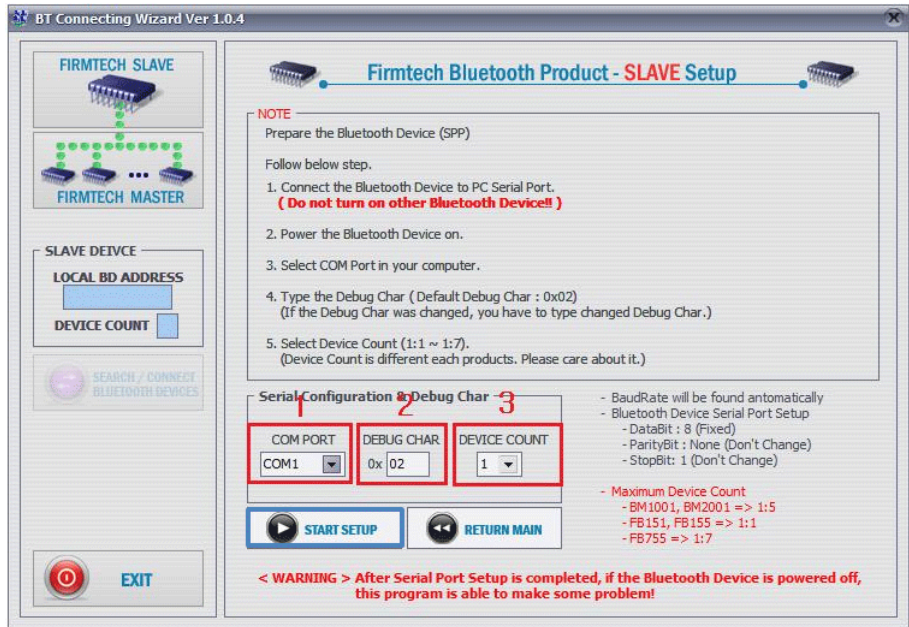 BT Connecting Wizard Ver 1.0.4
FIRMTECH SLAVE
FIRMTECH MASTER
SLAVE DEIVCE
LOCAL BD ADDRESS
DEVICE COUNT
SEARCH / CONNECT
BLUETOOTH DEVICES
EXIT
Firmtech Bluetooth Product - SLAVE Setup
NOTE
Prepare the Bluetooth Device (SPP)
Follow below step.
1. Connect the Bluetooth Device to PC Serial Port.
( Do not turn on other Bluetooth Device!! )
2. Power the Bluetooth Device on.
3. Select COM Port in your computer.
4. Type the Debug Char ( Default Debug Char : 0x02)
(If the Debug Char was changed, you have to type changed Debug Char.)
5. Select Device Count (1:1 ~ 1:7).
(Device Count is different each products. Please care about it.)
Serial Configuration & Debug Char
1 2 3
COM PORT DEBUG CHAR DEVICE COUNT
COM1 0x 02 1
START SETUP RETURN MAIN
- BaudRate will be found antomatically
- Bluetooth Device Serial Port Setup
- DataBit : 8 (Fixed)
- ParityBit : None (Don't Change)
- StopBit: 1 (Don't Change)
- Maximum Device Count
- BM1001, BM2001 => 1:5
- FB151, FB155 => 1:1
- FB755 => 1:7
< WARNING > After Serial Port Setup is completed, if the Bluetooth Device is powered off,
this program is able to make some problem!